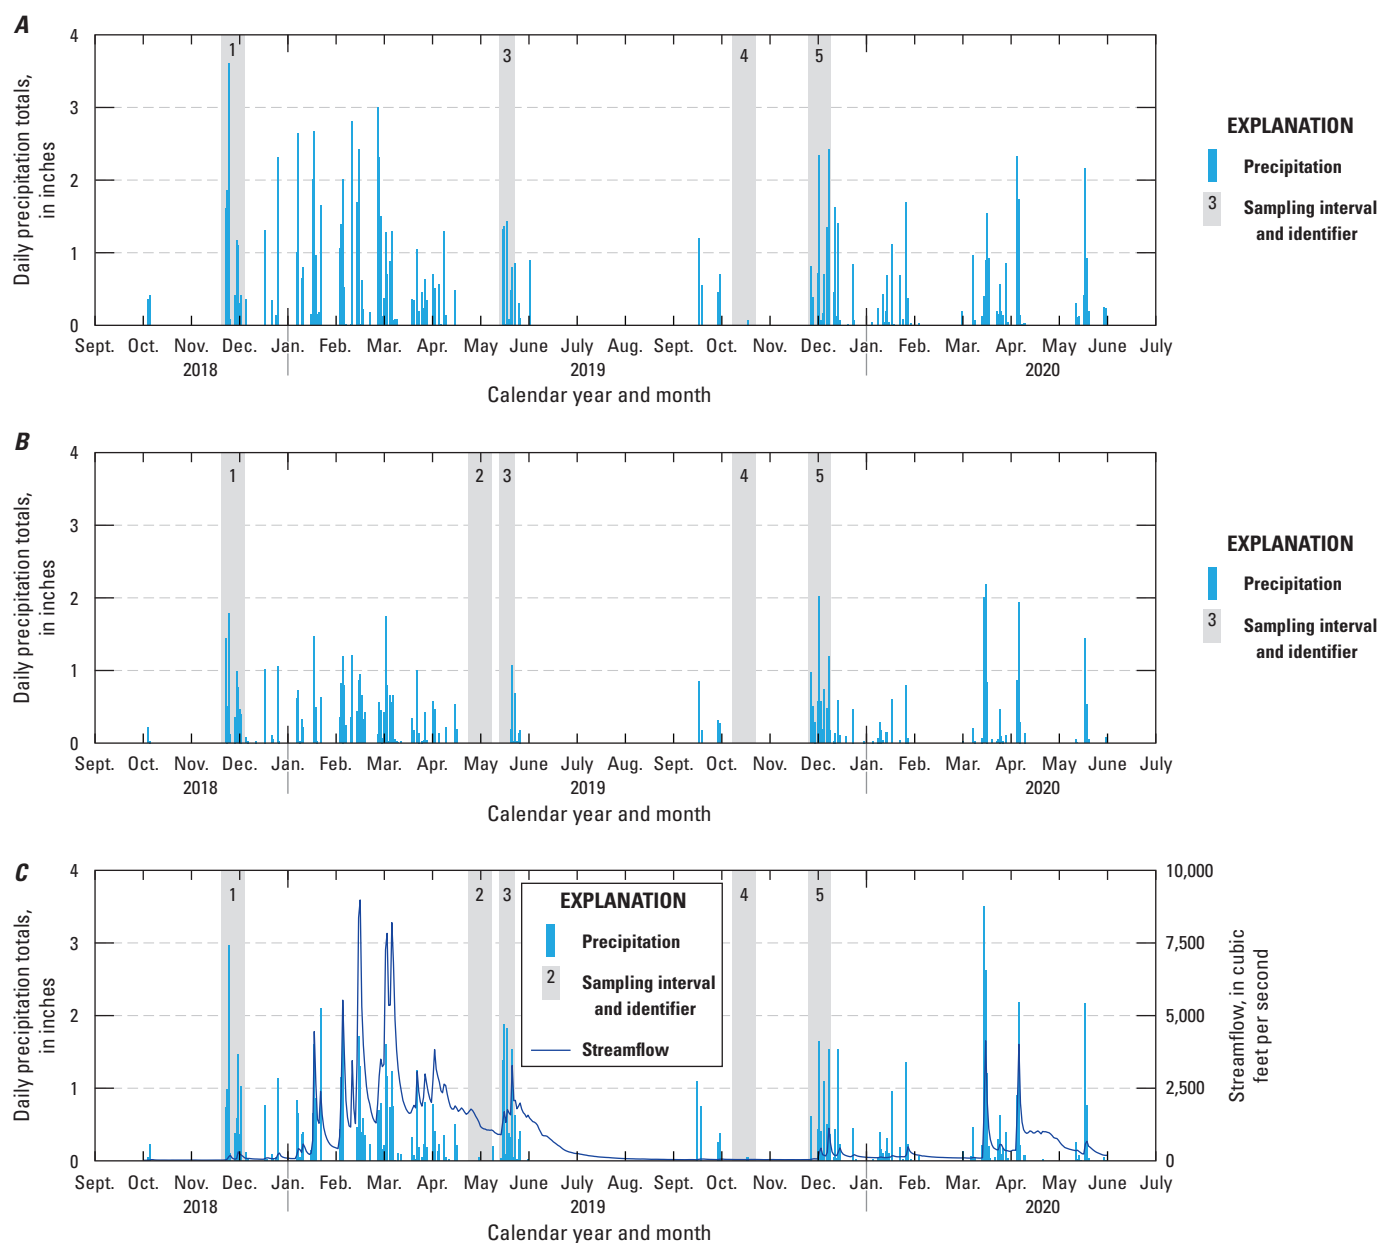 A
Daily precipitation totals,
in inches
4
3
2
1
0
1
3
4
5
Sept. Oct. Nov. Dec. Jan. Feb. Mar. Apr. May June July Aug. Sept. Oct. Nov. Dec. Jan. Feb. Mar. Apr. May June July
2018 2019 2020
Calendar year and month
EXPLANATION
Precipitation
3 Sampling interval
and identifier
B
Daily precipitation totals,
in inches
4
3
2
1
0
1
2
3
4
5
Sept. Oct. Nov. Dec. Jan. Feb. Mar. Apr. May June July Aug. Sept. Oct. Nov. Dec. Jan. Feb. Mar. Apr. May June July
2018 2019 2020
Calendar year and month
EXPLANATION
Precipitation
3 Sampling interval
and identifier
C
Daily precipitation totals,
in inches
4
3
2
1
0
1
2
3
4
5
EXPLANATION
Precipitation
2 Sampling interval
and identifier
Streamflow
10,000
7,500
5,000
2,500
0
Streamflow, in cubic
feet per second
Sept. Oct. Nov. Dec. Jan. Feb. Mar. Apr. May June July Aug. Sept. Oct. Nov. Dec. Jan. Feb. Mar. Apr. May June July
2018 2019 2020
Calendar year and month